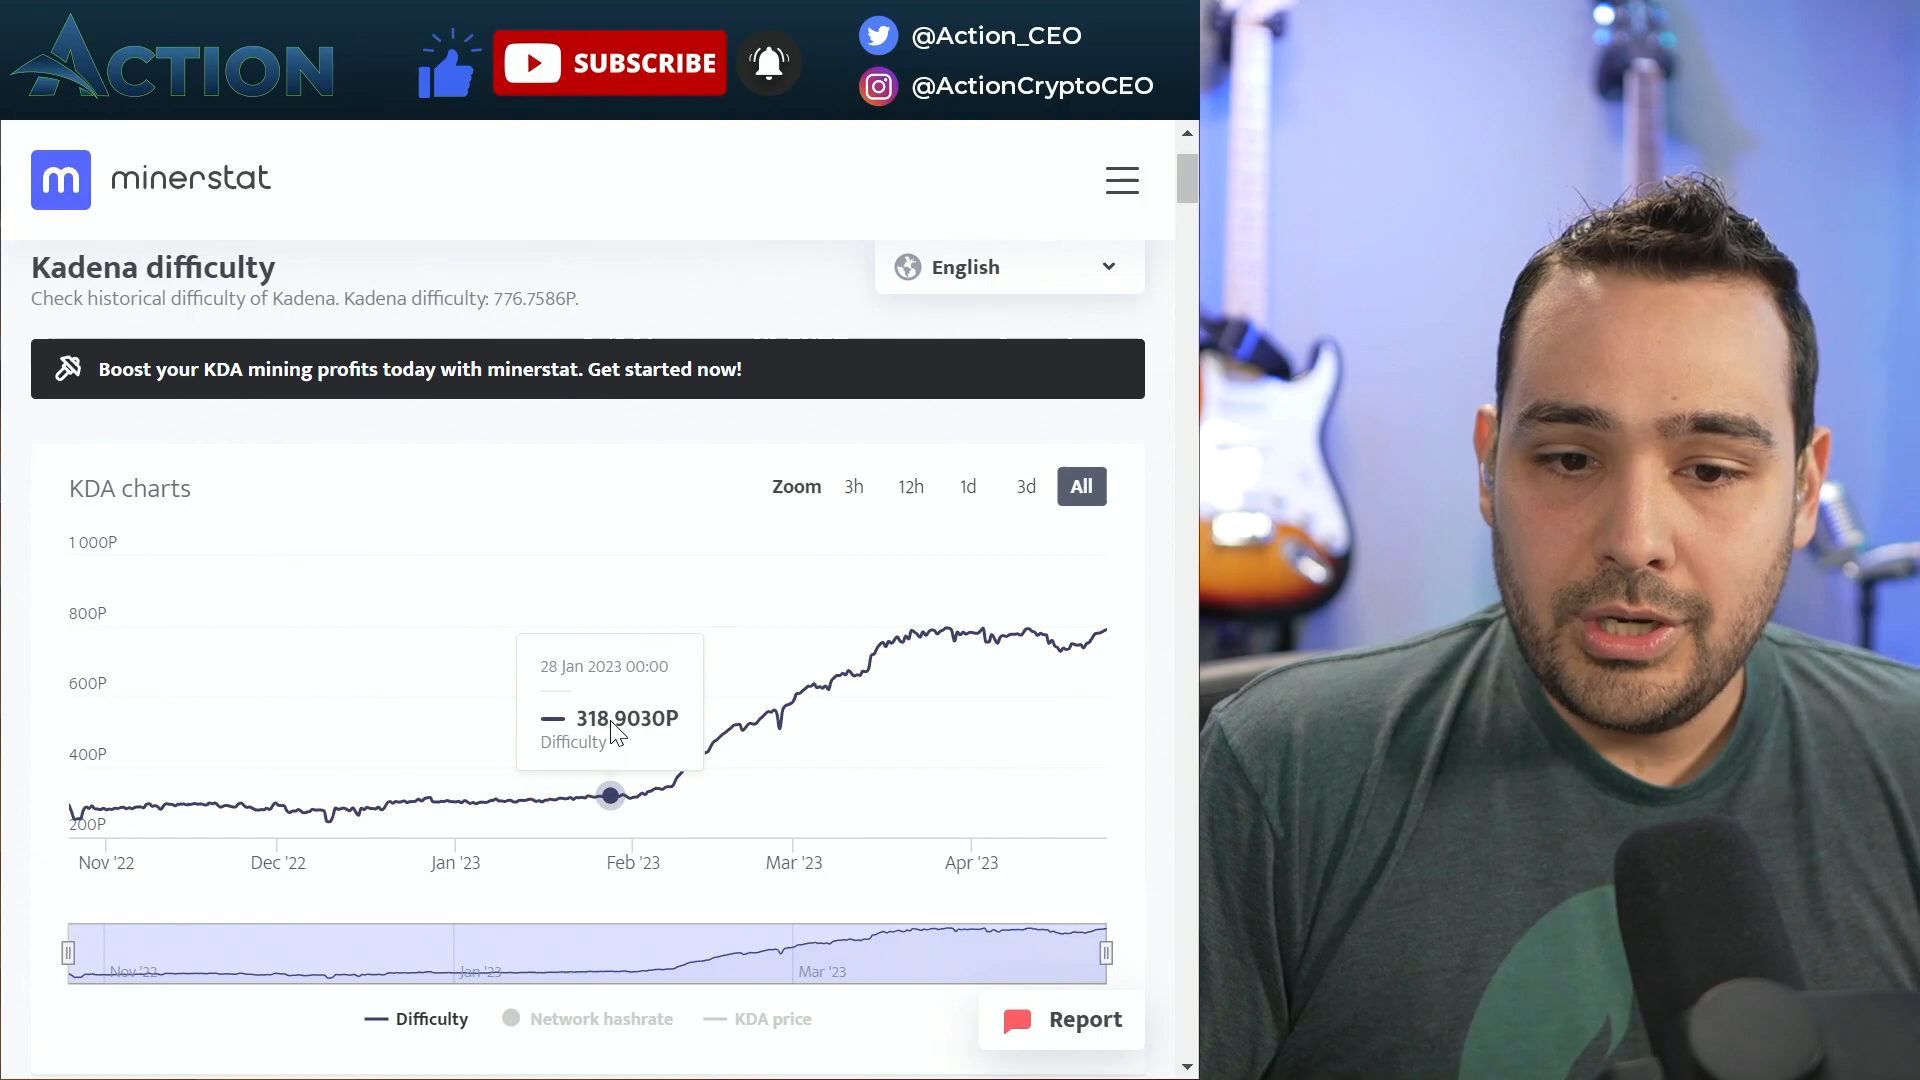 ACTION
SUBSCRIBE
@Action_CEO
@ActionCryptoCEO
m minerstat
Kadena difficulty
English
Check historical difficulty of Kadena. Kadena difficulty: 776.7586P.
Boost your KDA mining profits today with minerstat. Get started now!
KDA charts
Zoom 3h 12h 1d 3d All
1 000P
800P
600P
400P
200P
28 Jan 2023 00:00
318.9030P
Difficulty
Nov '22 Dec '22 Jan '23 Feb '23 Mar '23 Apr '23
Nov '22 Jan '23 Mar '23
Difficulty Network hashrate KDA price
Report